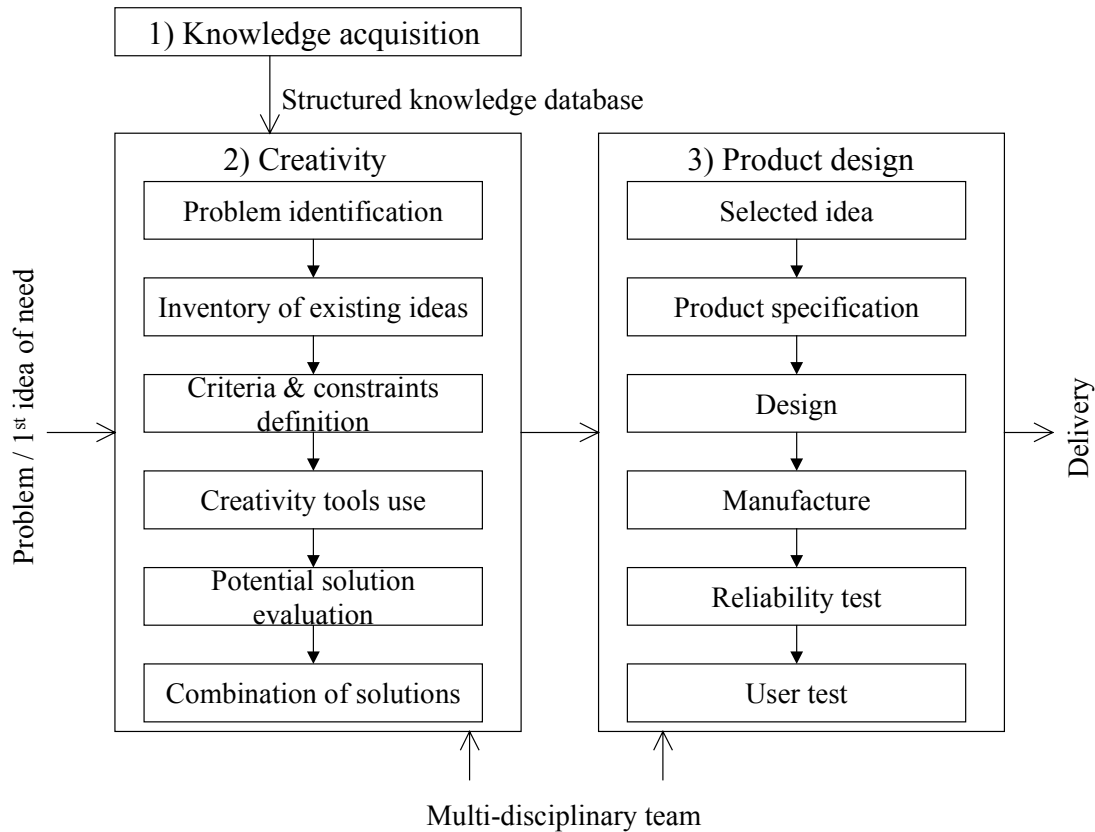 1) Knowledge acquisition
Structured knowledge database
2) Creativity
Problem identification
Inventory of existing ideas
Criteria & constraints
definition
Creativity tools use
Potential solution
evaluation
Combination of solutions
3) Product design
Selected idea
Product specification
Design
Manufacture
Reliability test
User test
Problem / 1st idea of need
Delivery
Multi-disciplinary team